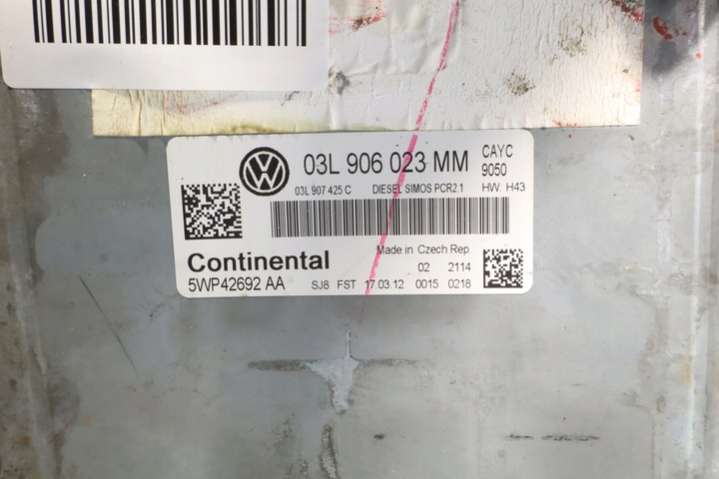 03L 906 023 MM CAYC
9050
03L 907 425 C DIESEL SIMOS PCR2.1 HW: H43
Continental Made in Czech Rep.
02 2114
5WP42692 AA SJ8 FST 17.03.12 0015 0218